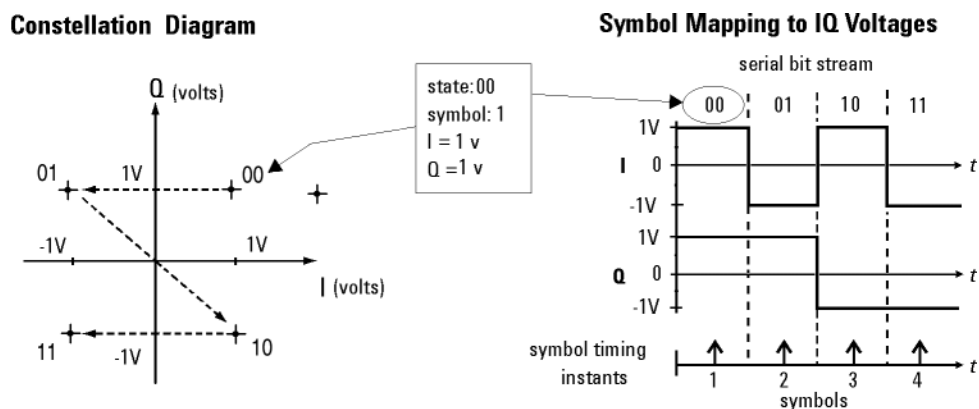 Constellation Diagram
Q (volts)
01
1V
00
-1V
1V
I (volts)
11
-1V
10
state: 00
symbol: 1
I = 1 v
Q =1 v
Symbol Mapping to IQ Voltages
serial bit stream
00 01 10 11
1V
I 0 t
-1V
1V
Q 0 t
-1V
symbol timing
instants
t
1 2 3 4
symbols